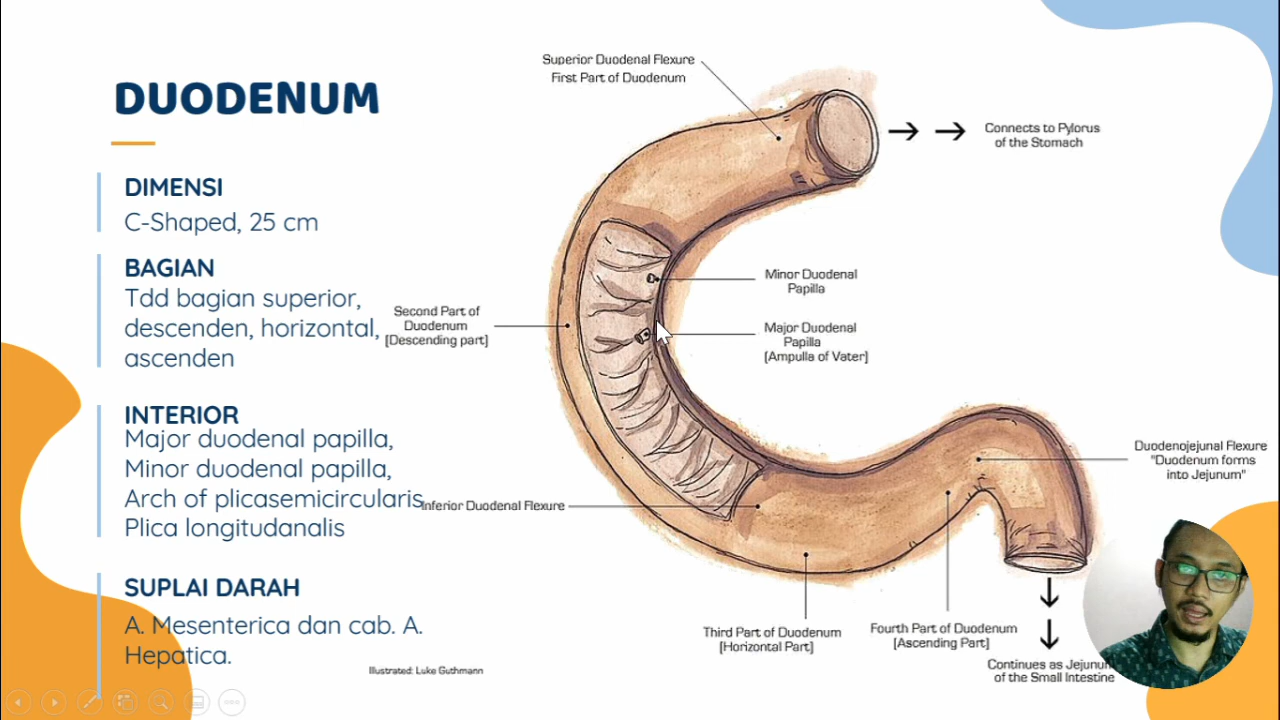 DUODENUM
DIMENSI
C-Shaped, 25 cm
BAGIAN
Tdd bagian superior,
descenden, horizontal,
ascenden
INTERIOR
Major duodenal papilla,
Minor duodenal papilla,
Arch of plicasemicircularis
Plica longitudanalis
SUPLAI DARAH
A. Mesenterica dan cab. A.
Hepatica.
Superior Duodenal Flexure
First Part of Duodenum
Connects to Pylorus
of the Stomach
Minor Duodenal
Papilla
Second Part of
Duodenum
[Descending part]
Major Duodenal
Papilla
[Ampulla of Vater]
Duodenojejunal Flexure
"Duodenum forms
into Jejunum"
Inferior Duodenal Flexure
Third Part of Duodenum
[Horizontal Part]
Fourth Part of Duodenum
[Ascending Part]
Continues as Jejunum
of the Small Intestine
Illustrated: Luke Guthmann